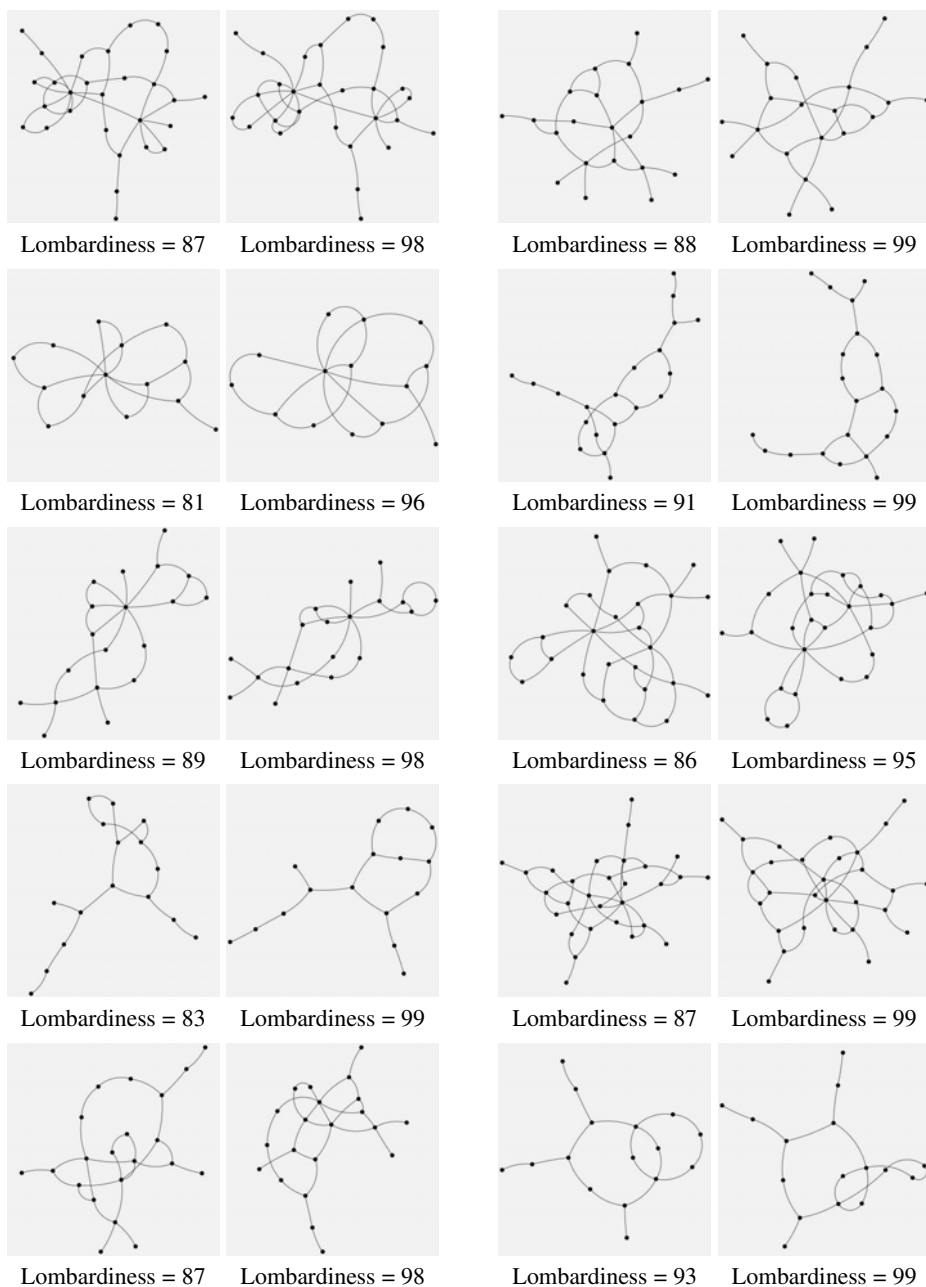 Lombardiness = 87 Lombardiness = 98 Lombardiness = 88 Lombardiness = 99
Lombardiness = 81 Lombardiness = 96 Lombardiness = 91 Lombardiness = 99
Lombardiness = 89 Lombardiness = 98 Lombardiness = 86 Lombardiness = 95
Lombardiness = 83 Lombardiness = 99 Lombardiness = 87 Lombardiness = 99
Lombardiness = 87 Lombardiness = 98 Lombardiness = 93 Lombardiness = 99